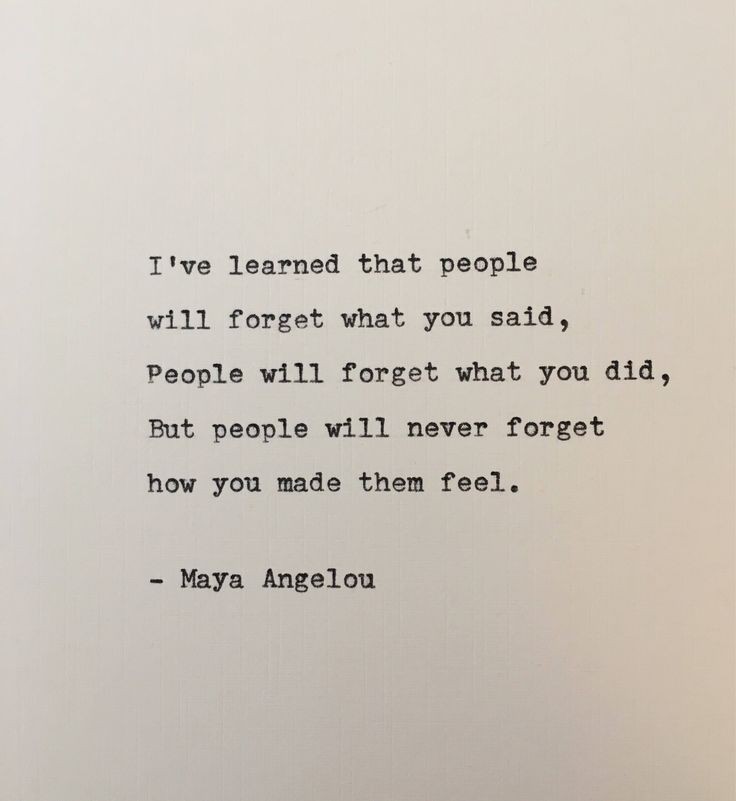 I've learned that people
will forget what you said,
People will forget what you did,
But people will never forget
how you made them feel.
- Maya Angelou